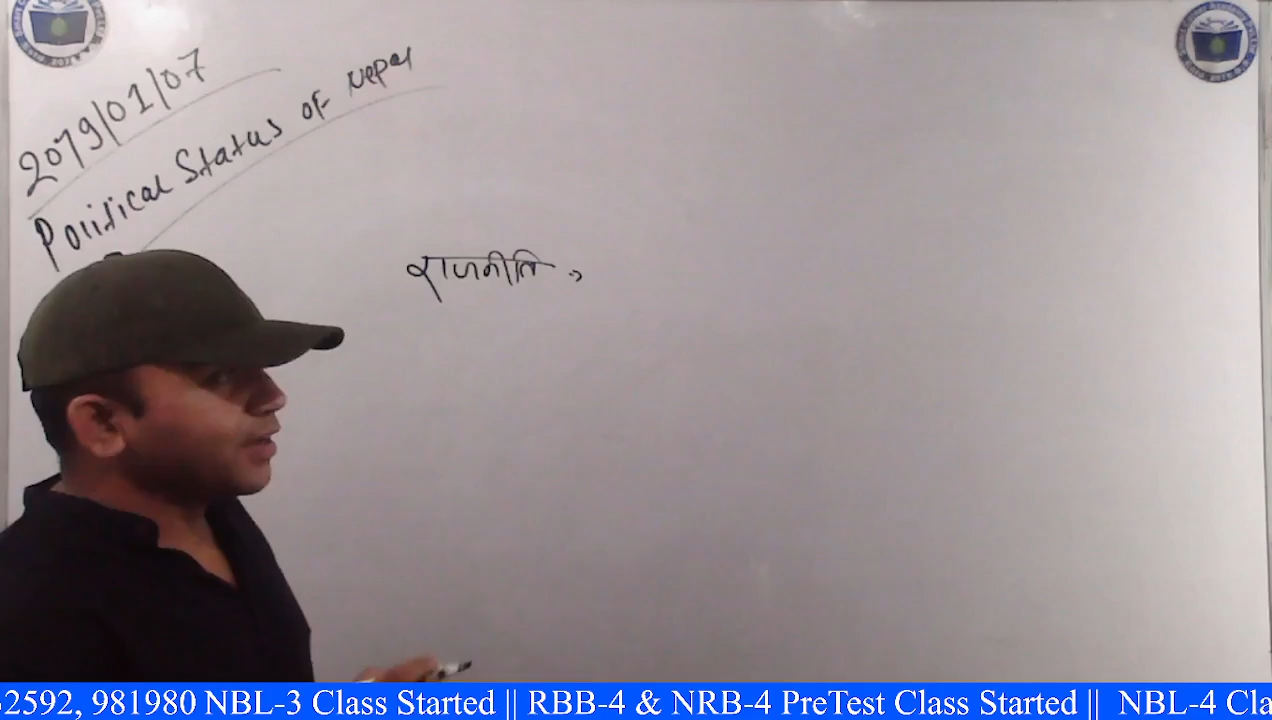 2079/01/07
Political Status of Nepal
राजनीति
2592, 981980 NBL-3 Class Started || RBB-4 & NRB-4 PreTest Class Started || NBL-4 Cla